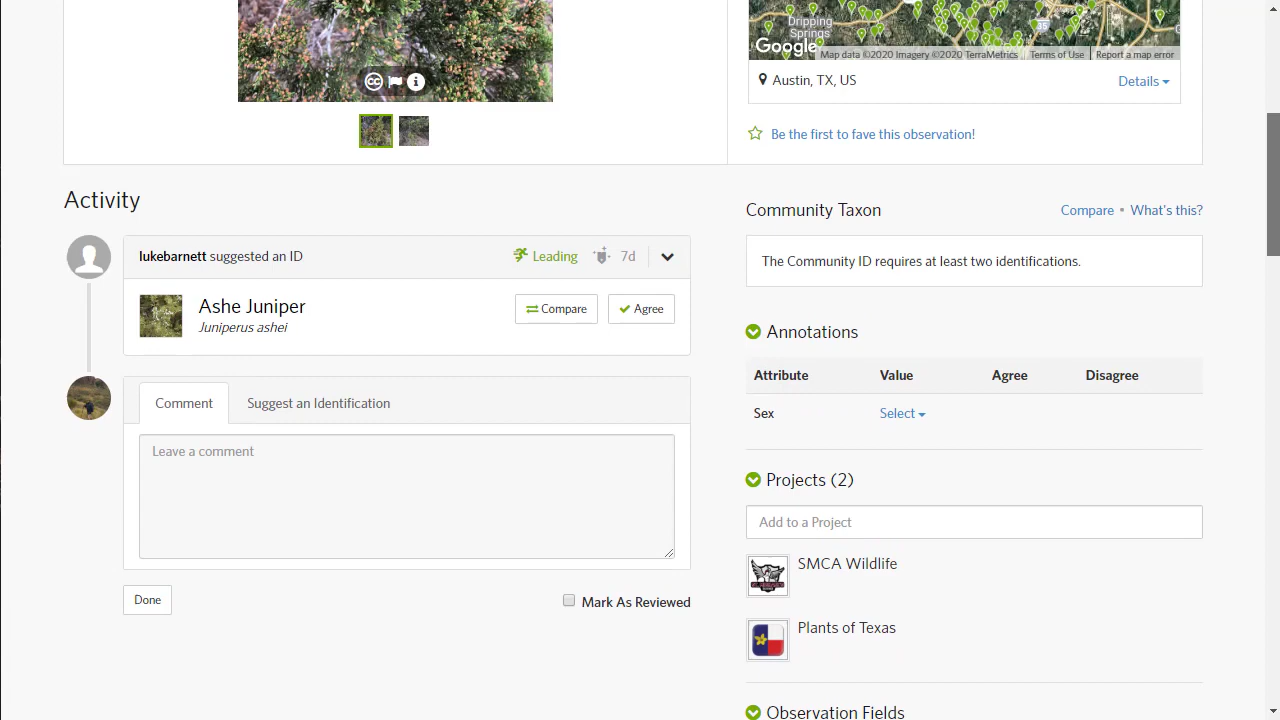 Dripping
Springs
35
Google
Map data ©2020 Imagery ©2020 TerraMetrics
Terms of Use
Report a map error
Austin, TX, US
Details
Be the first to fave this observation!
Activity
lukebarnett suggested an ID
Leading
7d
Ashe Juniper
Juniperus ashei
Compare
Agree
Comment
Suggest an Identification
Leave a comment
Done
Mark As Reviewed
Community Taxon
Compare • What's this?
The Community ID requires at least two identifications.
Annotations
Attribute Value Agree Disagree
Sex Select
Projects (2)
Add to a Project
SMCA Wildlife
Plants of Texas
Observation Fields